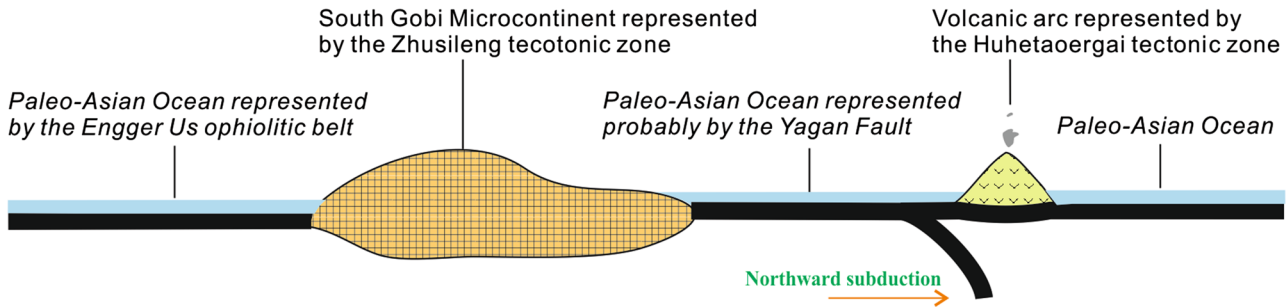 South Gobi Microcontinent represented
by the Zhusileng tecotonic zone
Volcanic arc represented by
the Huhetaoergai tectonic zone
Paleo-Asian Ocean represented
by the Engger Us ophiolitic belt
Paleo-Asian Ocean represented
probably by the Yagan Fault
Paleo-Asian Ocean
Northward subduction